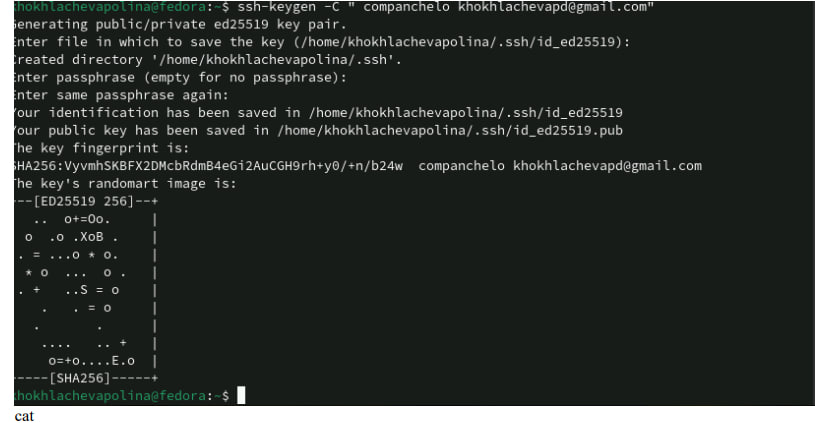 khokhlachevapolina@fedora:~$ ssh-keygen -C " companchelo khokhlachevapd@gmail.com"
Generating public/private ed25519 key pair.
Enter file in which to save the key (/home/khokhlachevapolina/.ssh/id_ed25519):
Created directory '/home/khokhlachevapolina/.ssh'.
Enter passphrase (empty for no passphrase):
Enter same passphrase again:
Your identification has been saved in /home/khokhlachevapolina/.ssh/id_ed25519
Your public key has been saved in /home/khokhlachevapolina/.ssh/id_ed25519.pub
The key fingerprint is:
SHA256:VyvmhSKBFX2DMcbRdmB4eGi2AuCGH9rh+y0/+n/b24w  companchelo khokhlachevapd@gmail.com
The key's randomart image is:
---[ED25519 256]--+
  ..  o+=Oo.      |
 o  .o .XoB .     |
. = ...o * o.     |
 * o  ...  o .    |
. +   ..S = o     |
   .   . = o      |
  .       .       |
   ....   .. +    |
    o=+o....E.o   |
----[SHA256]-----+
khokhlachevapolina@fedora:~$
cat